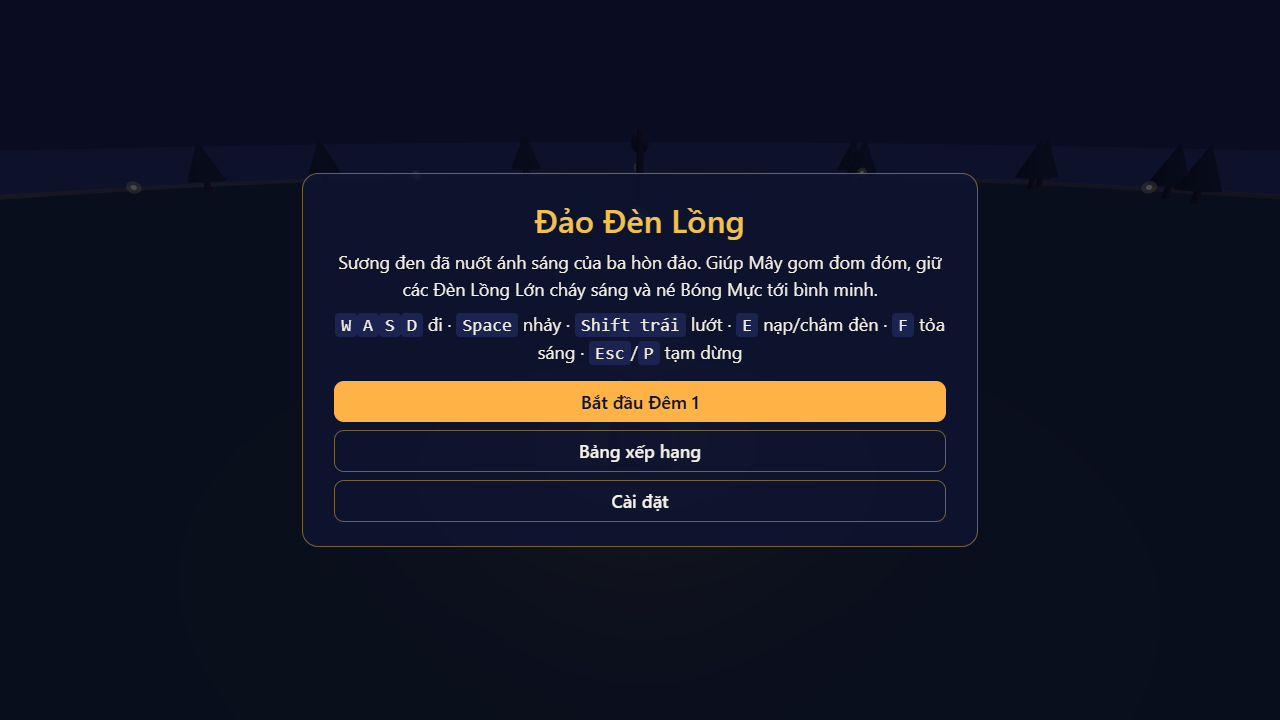 Đảo Đèn Lồng
Sương đen đã nuốt ánh sáng của ba hòn đảo. Giúp Mây gom đom đóm, giữ
các Đèn Lồng Lớn cháy sáng và né Bóng Mực tới bình minh.
W A S D đi · Space nhảy · Shift trái lướt · E nạp/châm đèn · F tỏa
sáng · Esc/P tạm dừng
Bắt đầu Đêm 1
Bảng xếp hạng
Cài đặt